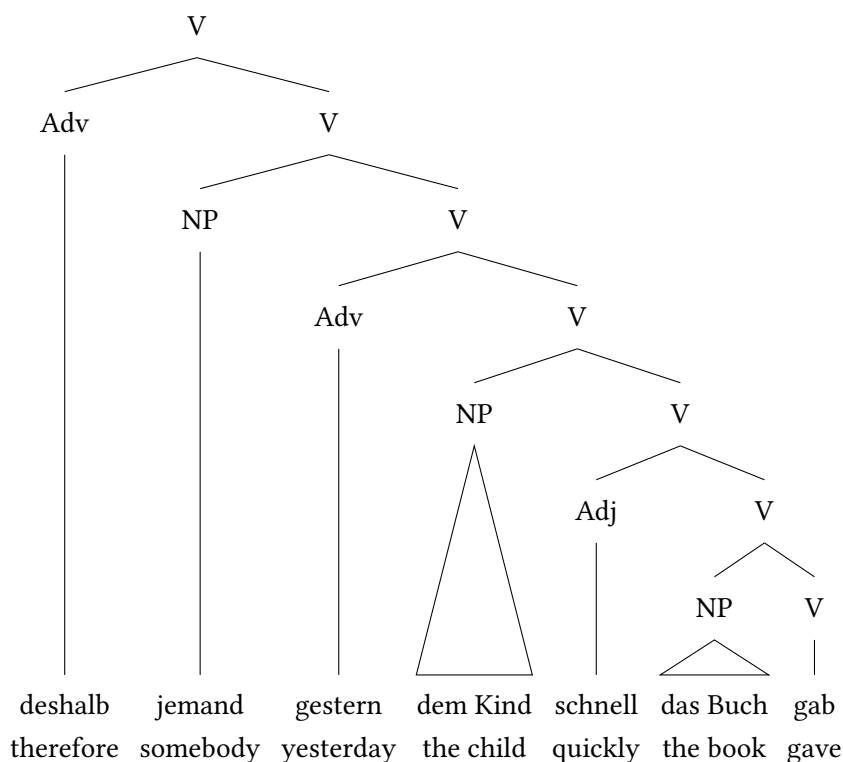 V
Adv V
NP V
Adv V
NP V
Adj V
NP V
deshalb jemand gestern dem Kind schnell das Buch gab
therefore somebody yesterday the child quickly the book gave